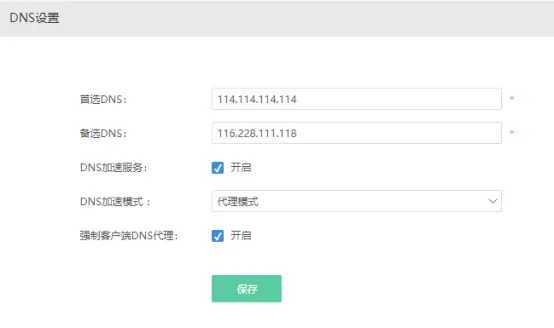 DNS设置
首选DNS： 114.114.114.114 *
备选DNS： 116.228.111.118 *
DNS加速服务： 开启
DNS加速模式： 代理模式
强制客户端DNS代理： 开启
保存